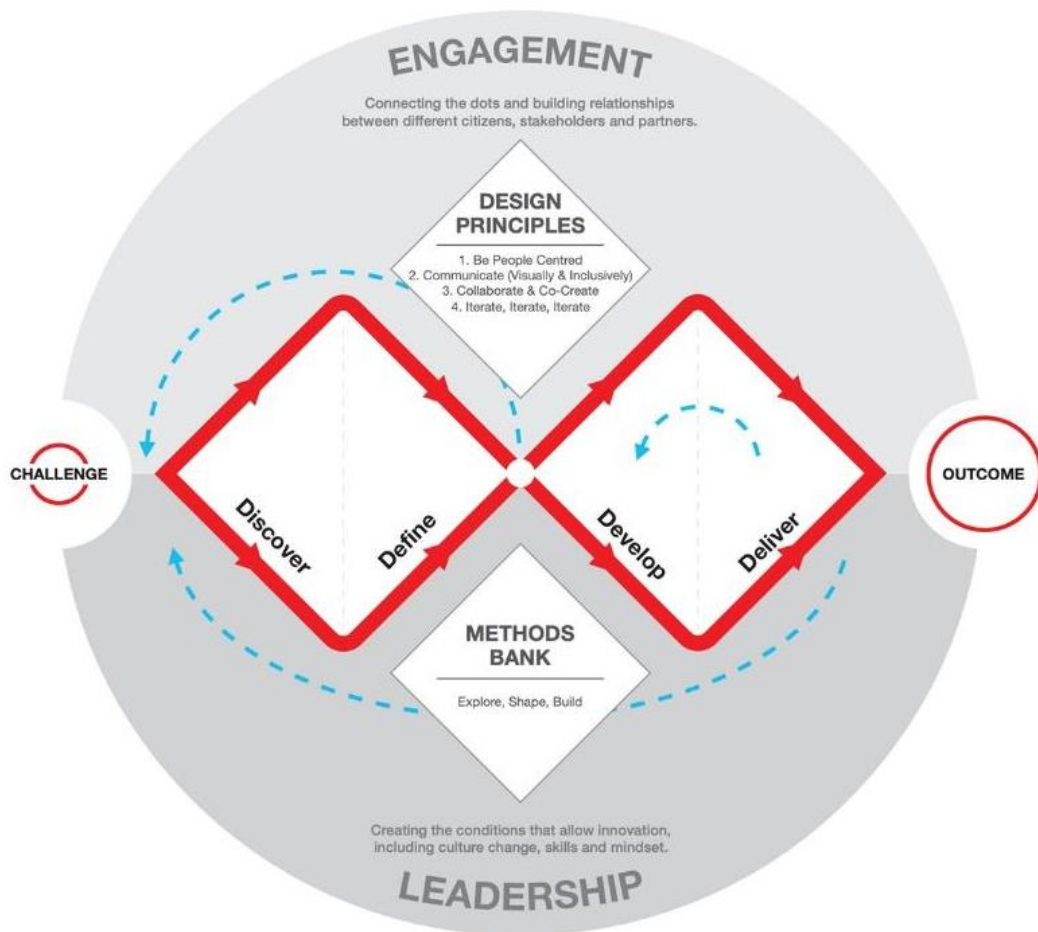 ENGAGEMENT
Connecting the dots and building relationships
between different citizens, stakeholders and partners.
DESIGN
PRINCIPLES
1. Be People Centred
2. Communicate (Visually & Inclusively)
3. Collaborate & Co-Create
4. Iterate, Iterate, Iterate
CHALLENGE
Discover
Define
Develop
Deliver
OUTCOME
METHODS
BANK
Explore, Shape, Build
Creating the conditions that allow innovation,
including culture change, skills and mindset.
LEADERSHIP